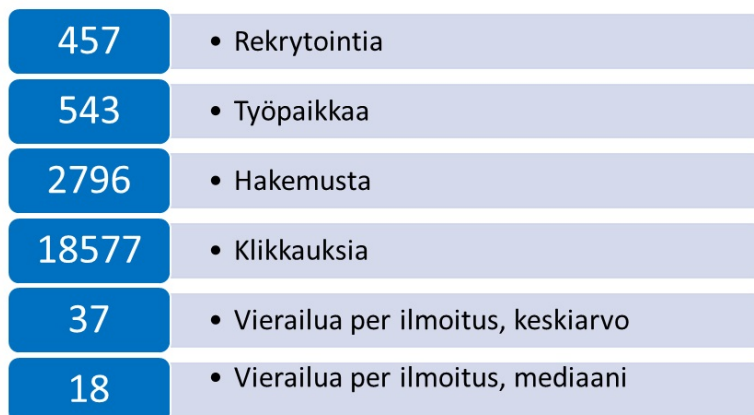 457 • Rekrytointia
543 • Työpaikkaa
2796 • Hakemusta
18577 • Klikkauksia
37 • Vierailua per ilmoitus, keskiarvo
18 • Vierailua per ilmoitus, mediaani